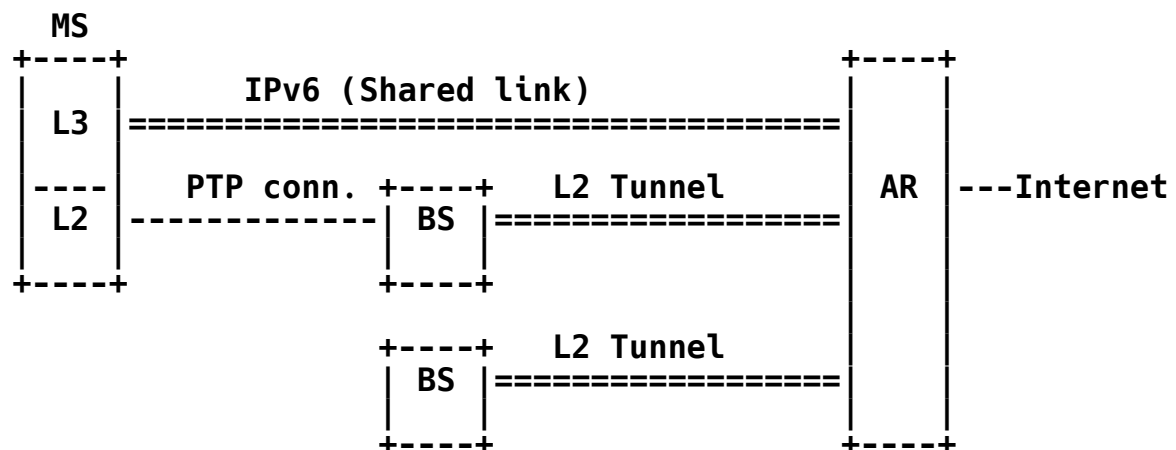 MS
IPv6 (Shared link)
L3
PTP conn. L2 Tunnel AR ---Internet
L2 BS
L2 Tunnel
BS